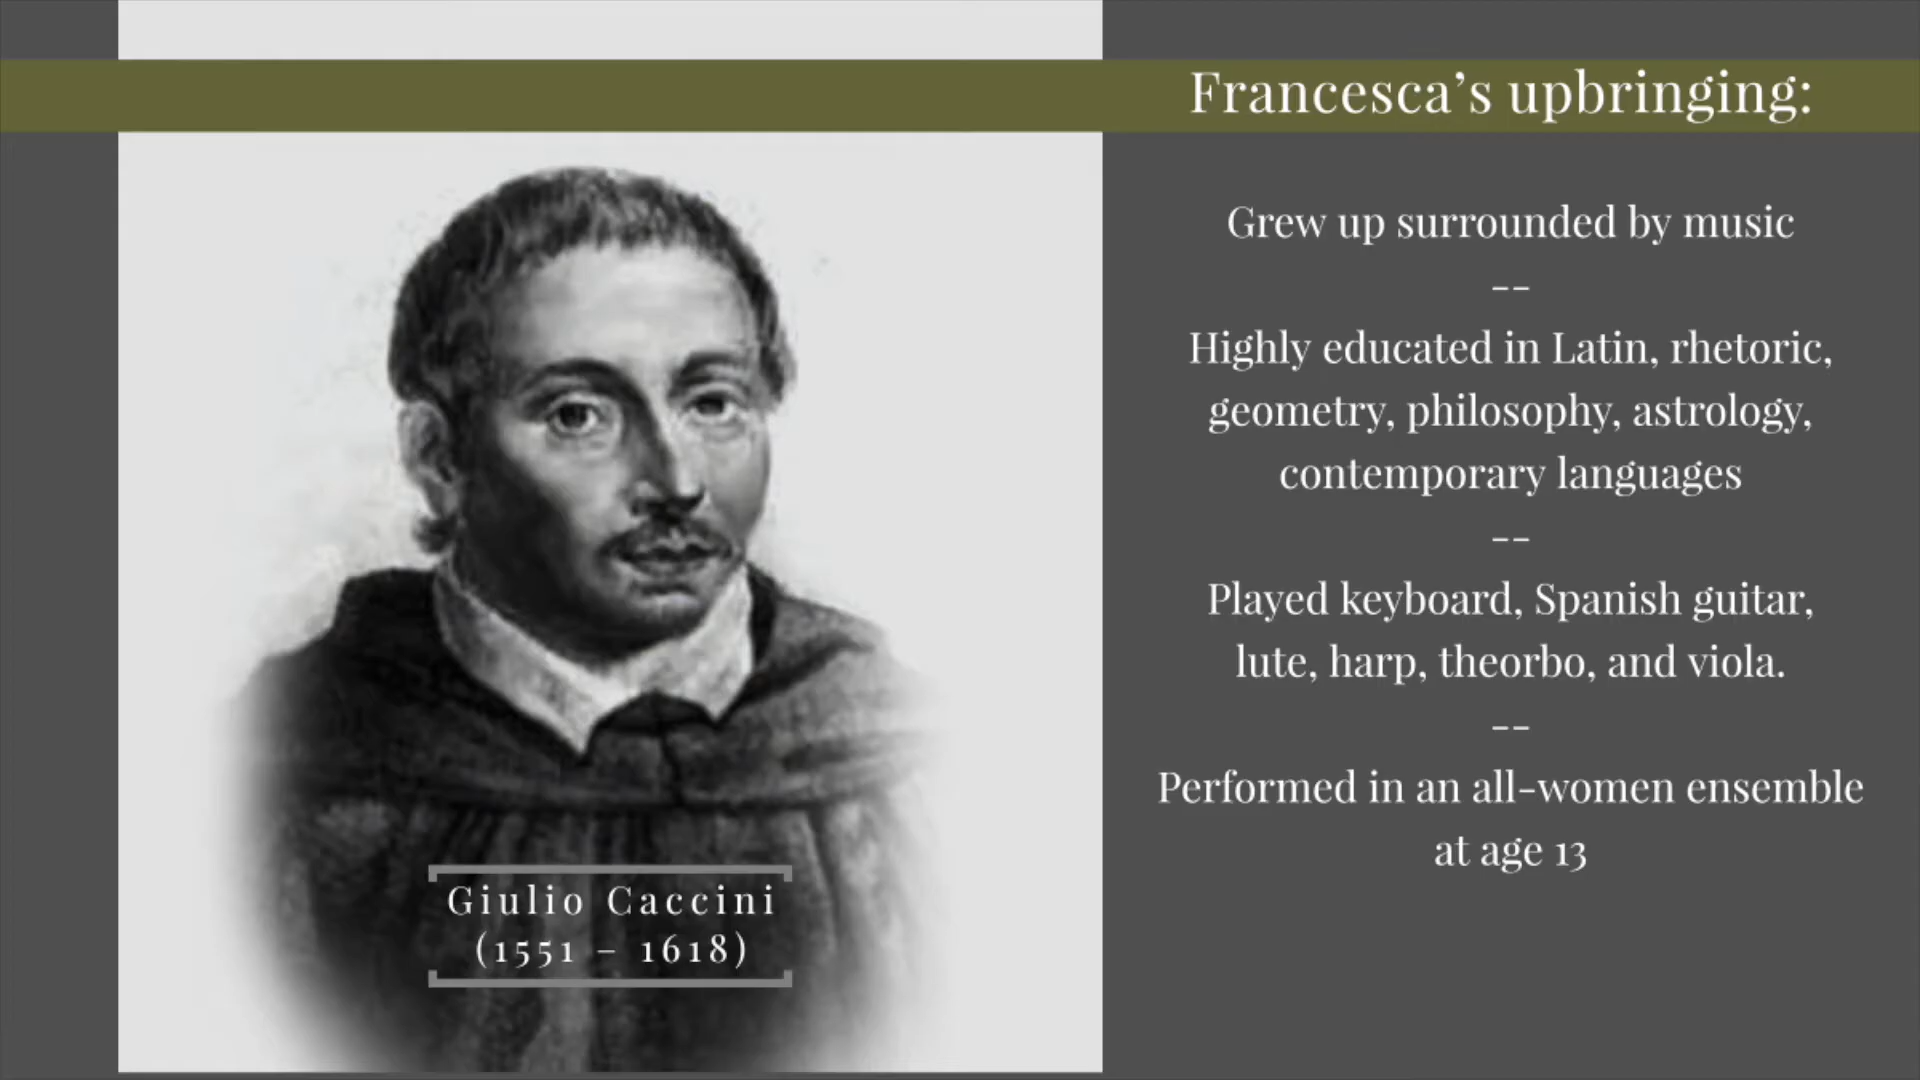 Francesca’s upbringing:
Grew up surrounded by music
--
Highly educated in Latin, rhetoric,
geometry, philosophy, astrology,
contemporary languages
--
Played keyboard, Spanish guitar,
lute, harp, theorbo, and viola.
--
Performed in an all-women ensemble
at age 13
Giulio Caccini
(1551 – 1618)